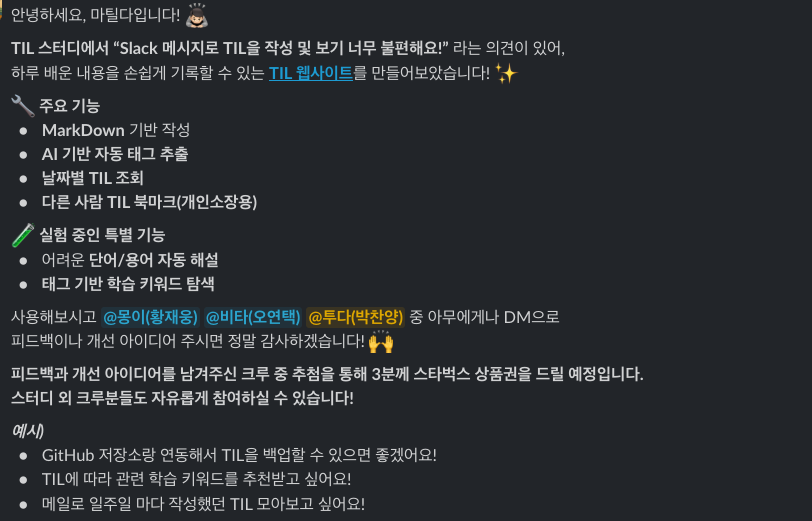 안녕하세요, 마틸다입니다!
TIL 스터디에서 “Slack 메시지로 TIL을 작성 및 보기 너무 불편해요!” 라는 의견이 있어,
하루 배운 내용을 손쉽게 기록할 수 있는 TIL 웹사이트를 만들어보았습니다! ✨
🔧 주요 기능
● MarkDown 기반 작성
● AI 기반 자동 태그 추출
● 날짜별 TIL 조회
● 다른 사람 TIL 북마크(개인소장용)
🧪 실험 중인 특별 기능
● 어려운 단어/용어 자동 해설
● 태그 기반 학습 키워드 탐색
사용해보시고 @몽이(황재웅) @비타(오연택) @투다(박찬양) 중 아무에게나 DM으로
피드백이나 개선 아이디어 주시면 정말 감사하겠습니다! 🙌
피드백과 개선 아이디어를 남겨주신 크루 중 추첨을 통해 3분께 스타벅스 상품권을 드릴 예정입니다.
스터디 외 크루분들도 자유롭게 참여하실 수 있습니다!
예시)
● GitHub 저장소랑 연동해서 TIL을 백업할 수 있으면 좋겠어요!
● TIL에 따라 관련 학습 키워드를 추천받고 싶어요!
● 메일로 일주일 마다 작성했던 TIL 모아보고 싶어요!